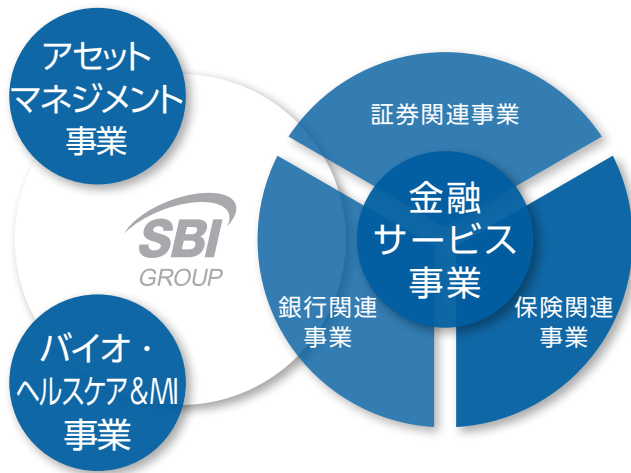 アセット
マネジメント
事業
SBI
GROUP
バイオ・
ヘルスケア&MI
事業
証券関連事業
金融
サービス
事業
銀行関連
事業
保険関連
事業